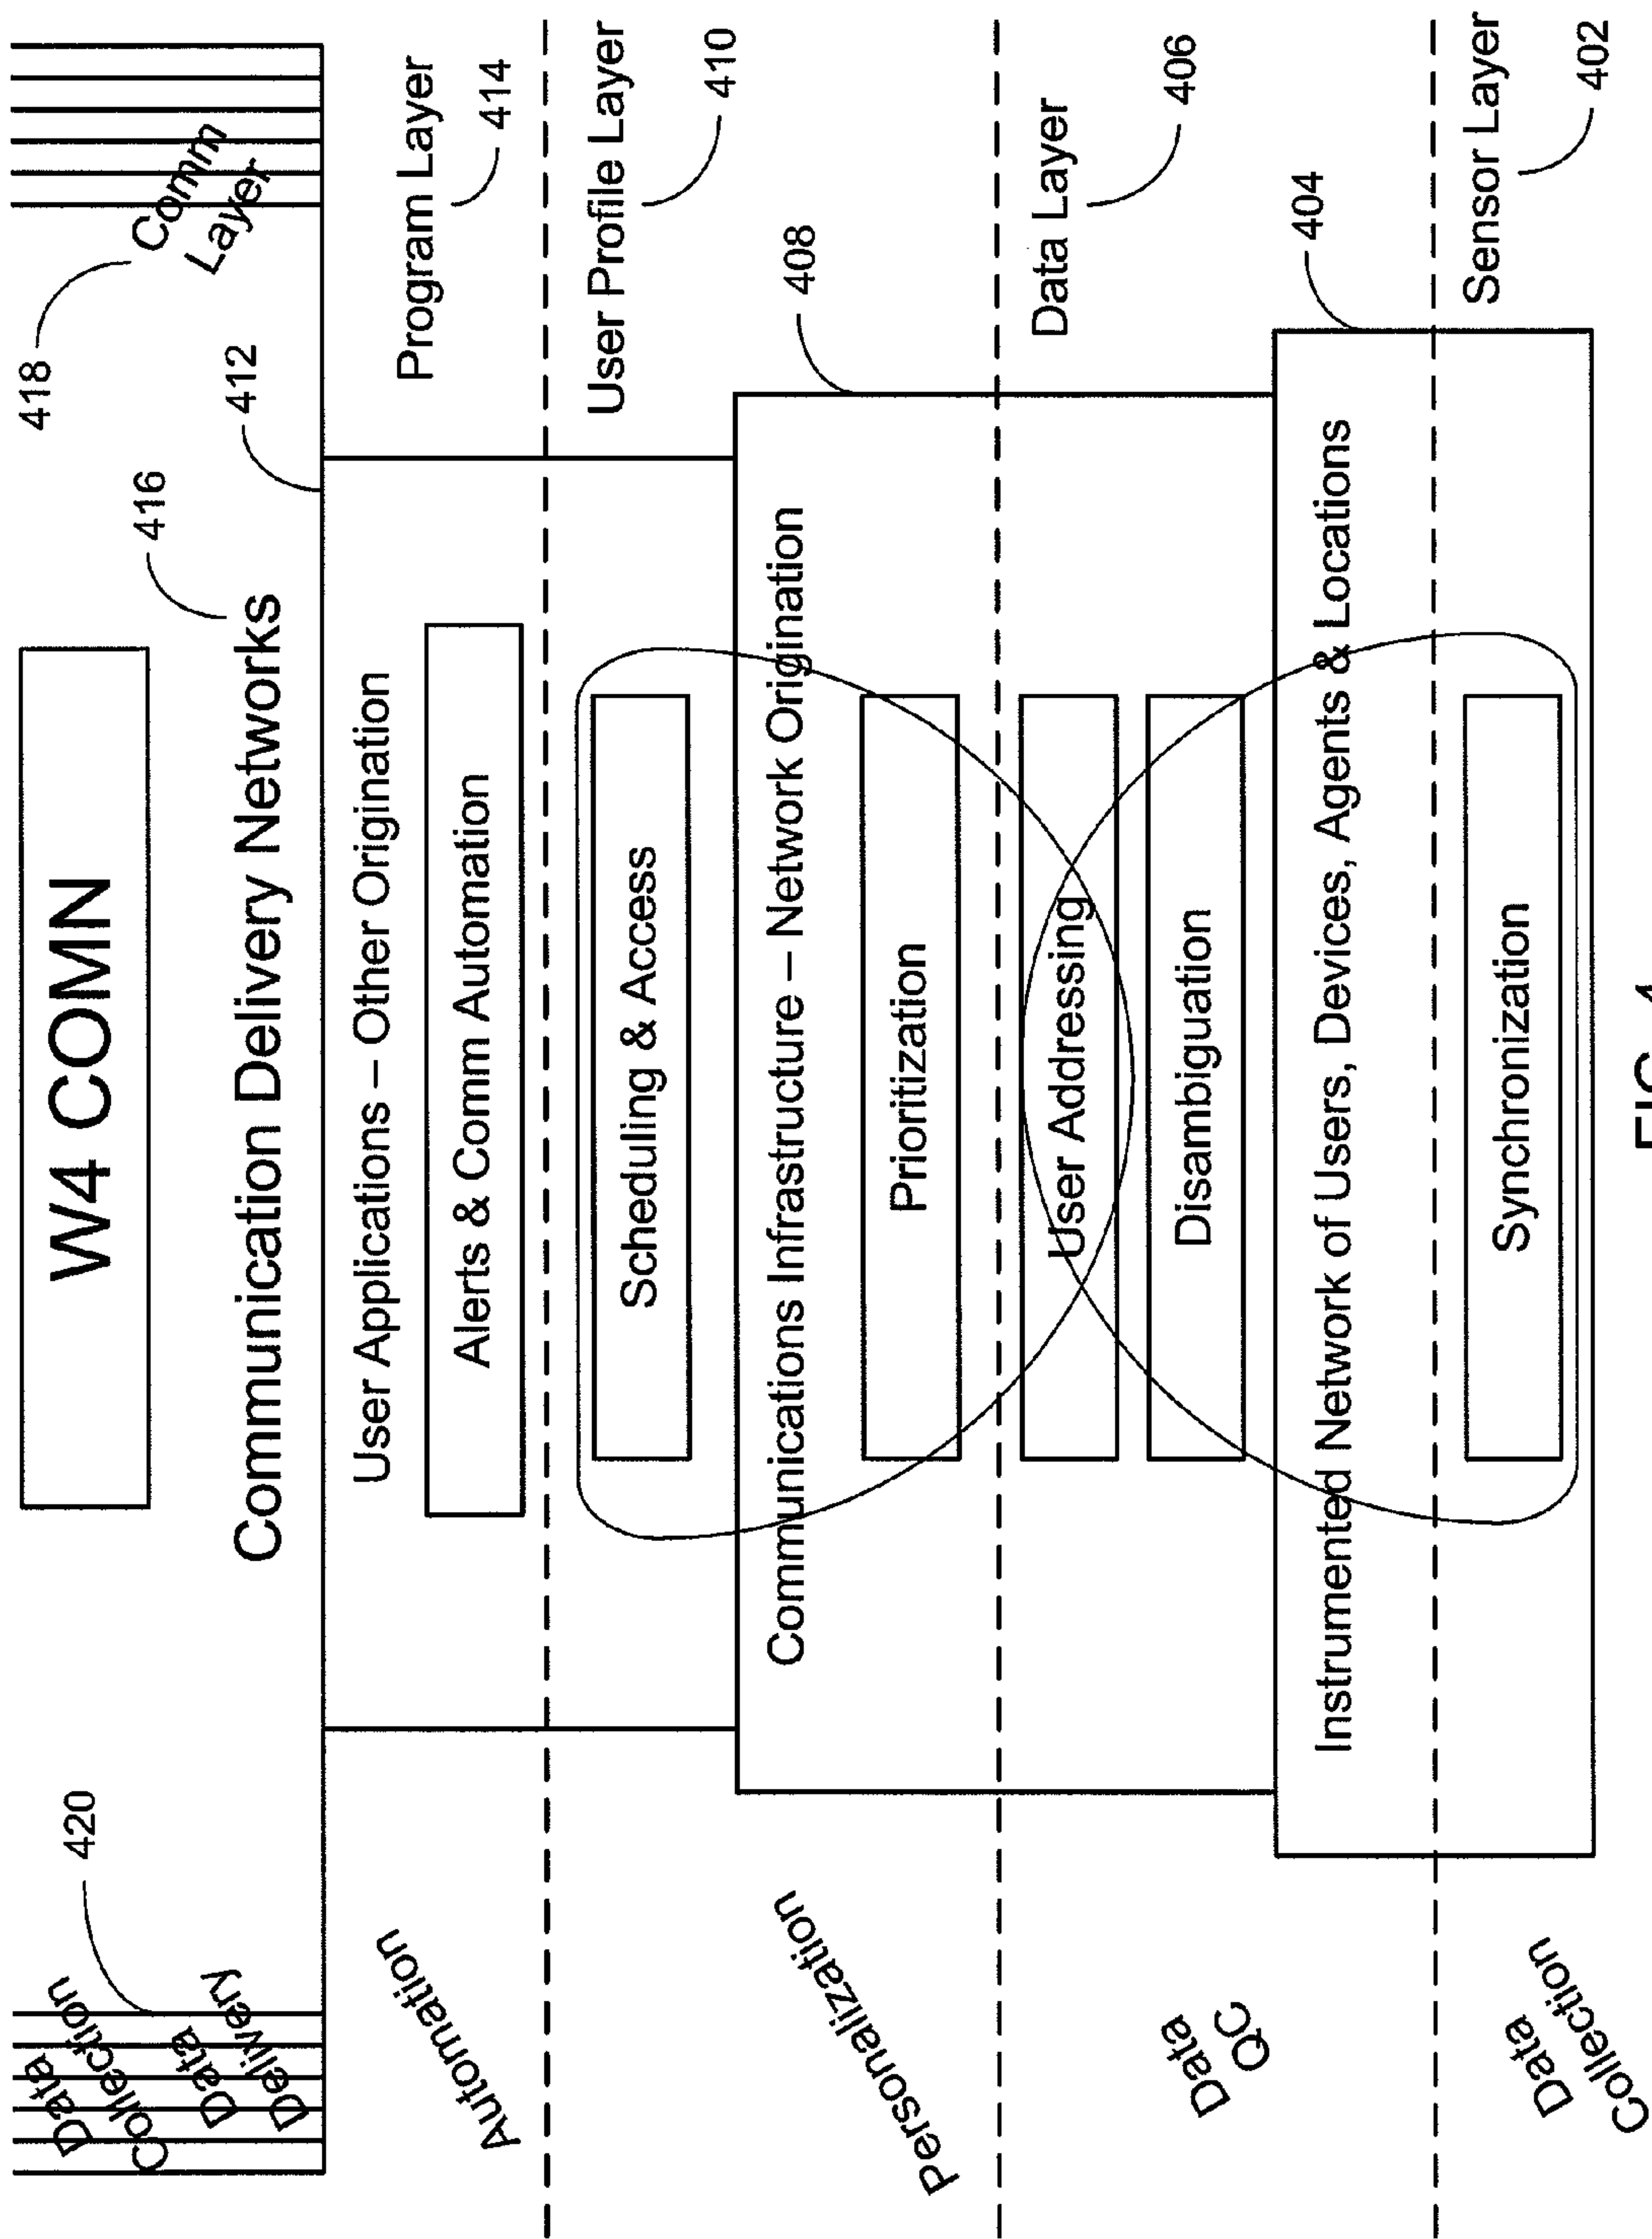 W4 COMN
418
Comm
Layer
416
Communication Delivery Networks
412
420
Data
Collection
Data
Delivery
User Applications – Other Origination
Program Layer
414
Automation
Alerts & Comm Automation
User Profile Layer
410
Scheduling & Access
Communications Infrastructure – Network Origination
408
Personalization
Prioritization
Data Layer
406
User Addressing
Data
QC
Disambiguation
404
Instrumented Network of Users, Devices, Agents & Locations
Sensor Layer
402
Data
Collection
Synchronization